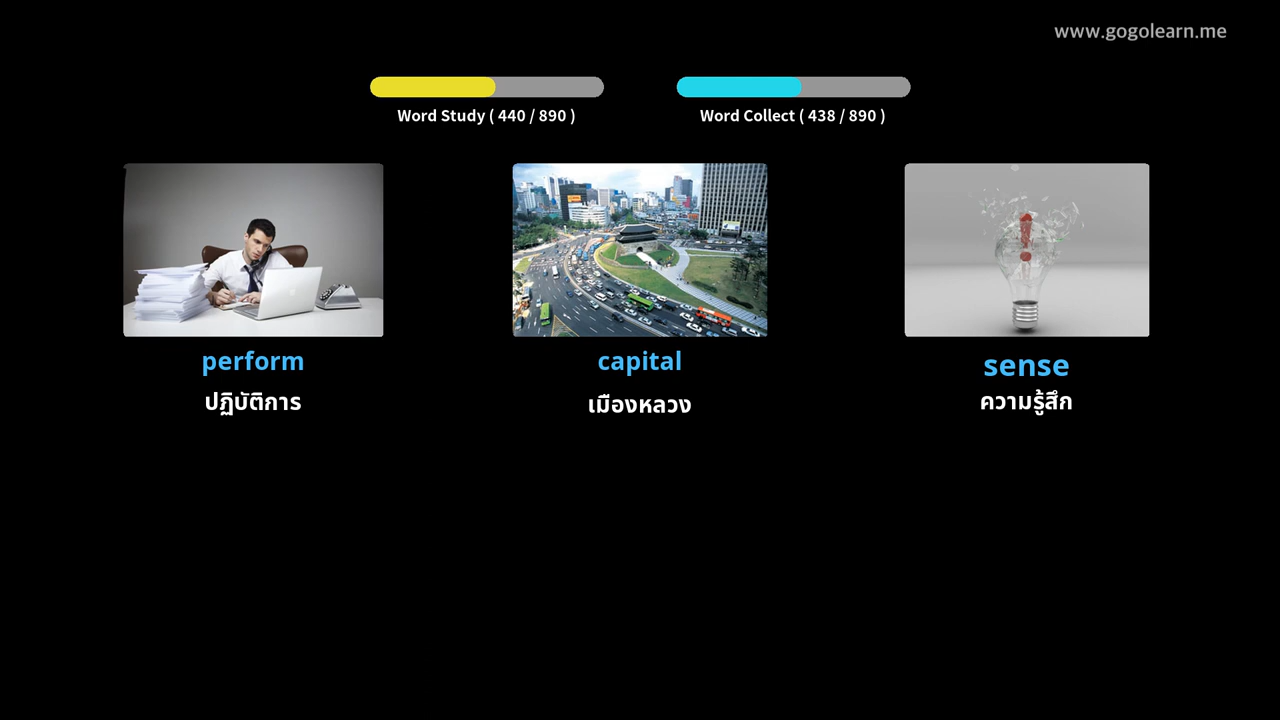 www.gogolearn.me
Word Study ( 440 / 890 )
Word Collect ( 438 / 890 )
perform
capital
sense
ปฏิบัติการ
เมืองหลวง
ความรู้สึก